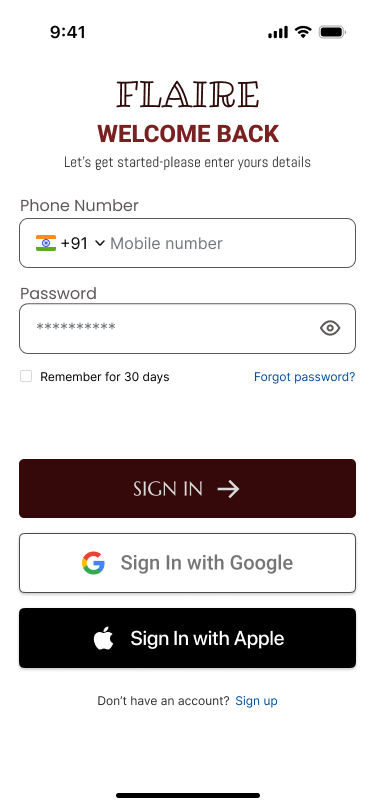 9:41
FLAIRE
WELCOME BACK
Let's get started-please enter yours details
Phone Number
+91 Mobile number
Password
**********
Remember for 30 days Forgot password?
SIGN IN
Sign In with Google
Sign In with Apple
Don't have an account? Sign up